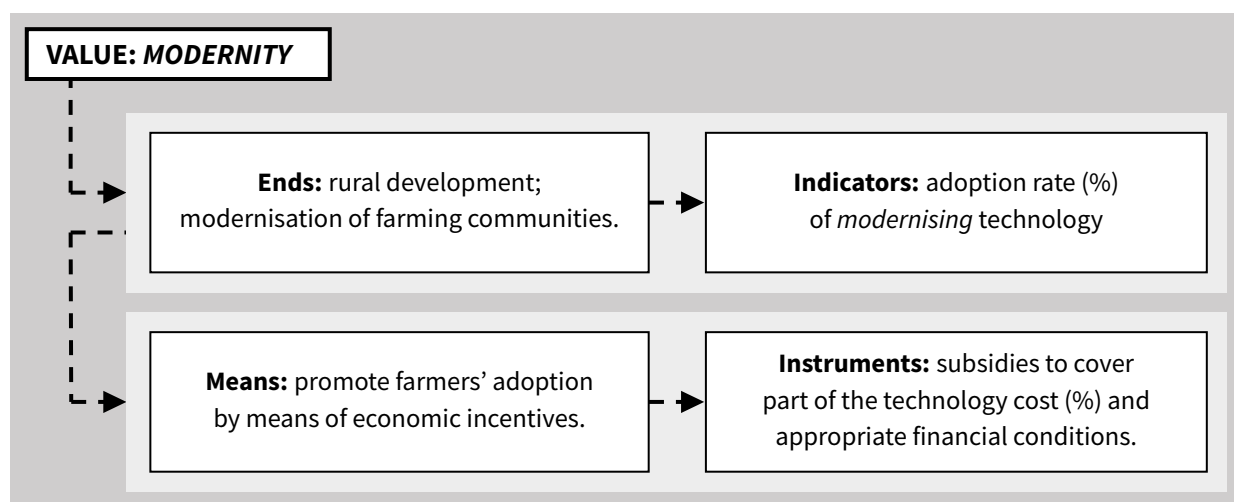 VALUE: MODERNITY
Ends: rural development;
modernisation of farming communities.
Indicators: adoption rate (%)
of modernising technology
Means: promote farmers’ adoption
by means of economic incentives.
Instruments: subsidies to cover
part of the technology cost (%) and
appropriate financial conditions.